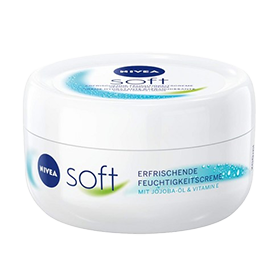 NIVEA
soft
NIVEA
soft
ERFRISCHENDE
FEUCHTIGKEITSCREME
MIT JOJOBA-ÖL & VITAMIN E